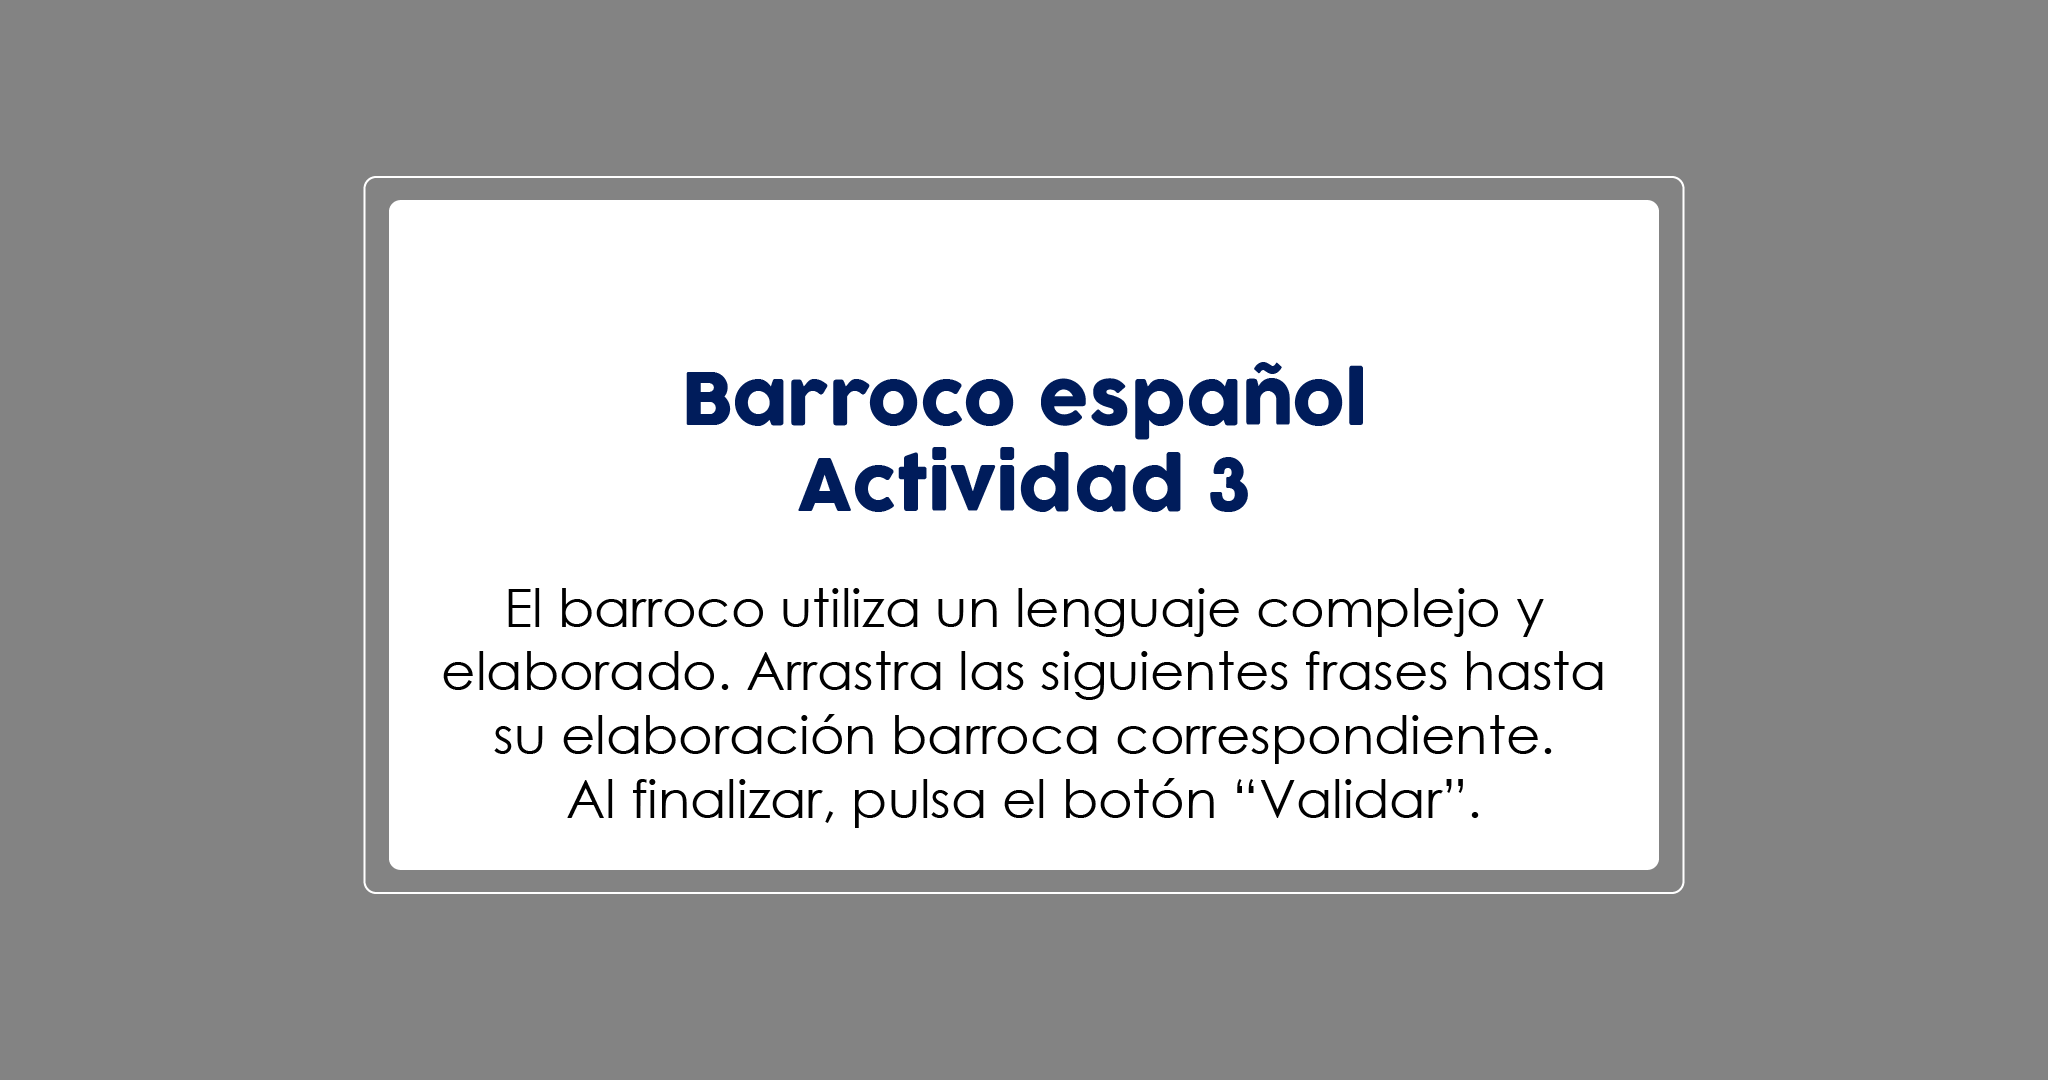 Barroco español
Actividad 3
El barroco utiliza un lenguaje complejo y
elaborado. Arrastra las siguientes frases hasta
su elaboración barroca correspondiente.
Al finalizar, pulsa el botón “Validar”.